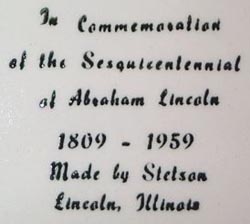 In Commemoration
of the Sesquicentennial
of Abraham Lincoln
1809 - 1959
Made by Stetson
Lincoln, Illinois